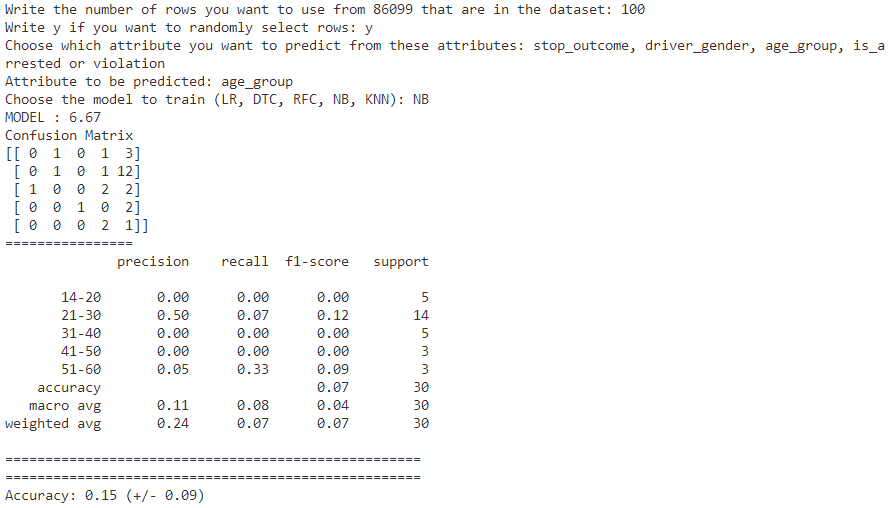 Write the number of rows you want to use from 86099 that are in the dataset: 100
Write y if you want to randomly select rows: y
Choose which attribute you want to predict from these attributes: stop_outcome, driver_gender, age_group, is_a
rrested or violation
Attribute to be predicted: age_group
Choose the model to train (LR, DTC, RFC, NB, KNN): NB
MODEL : 6.67
Confusion Matrix
[[ 0  1  0  1  3]
 [ 0  1  0  1 12]
 [ 1  0  0  2  2]
 [ 0  0  1  0  2]
 [ 0  0  0  2  1]]
================
              precision    recall  f1-score   support

       14-20       0.00      0.00      0.00         5
       21-30       0.50      0.07      0.12        14
       31-40       0.00      0.00      0.00         5
       41-50       0.00      0.00      0.00         3
       51-60       0.05      0.33      0.09         3
    accuracy                           0.07        30
   macro avg       0.11      0.08      0.04        30
weighted avg       0.24      0.07      0.07        30

====================================================
====================================================
Accuracy: 0.15 (+/- 0.09)